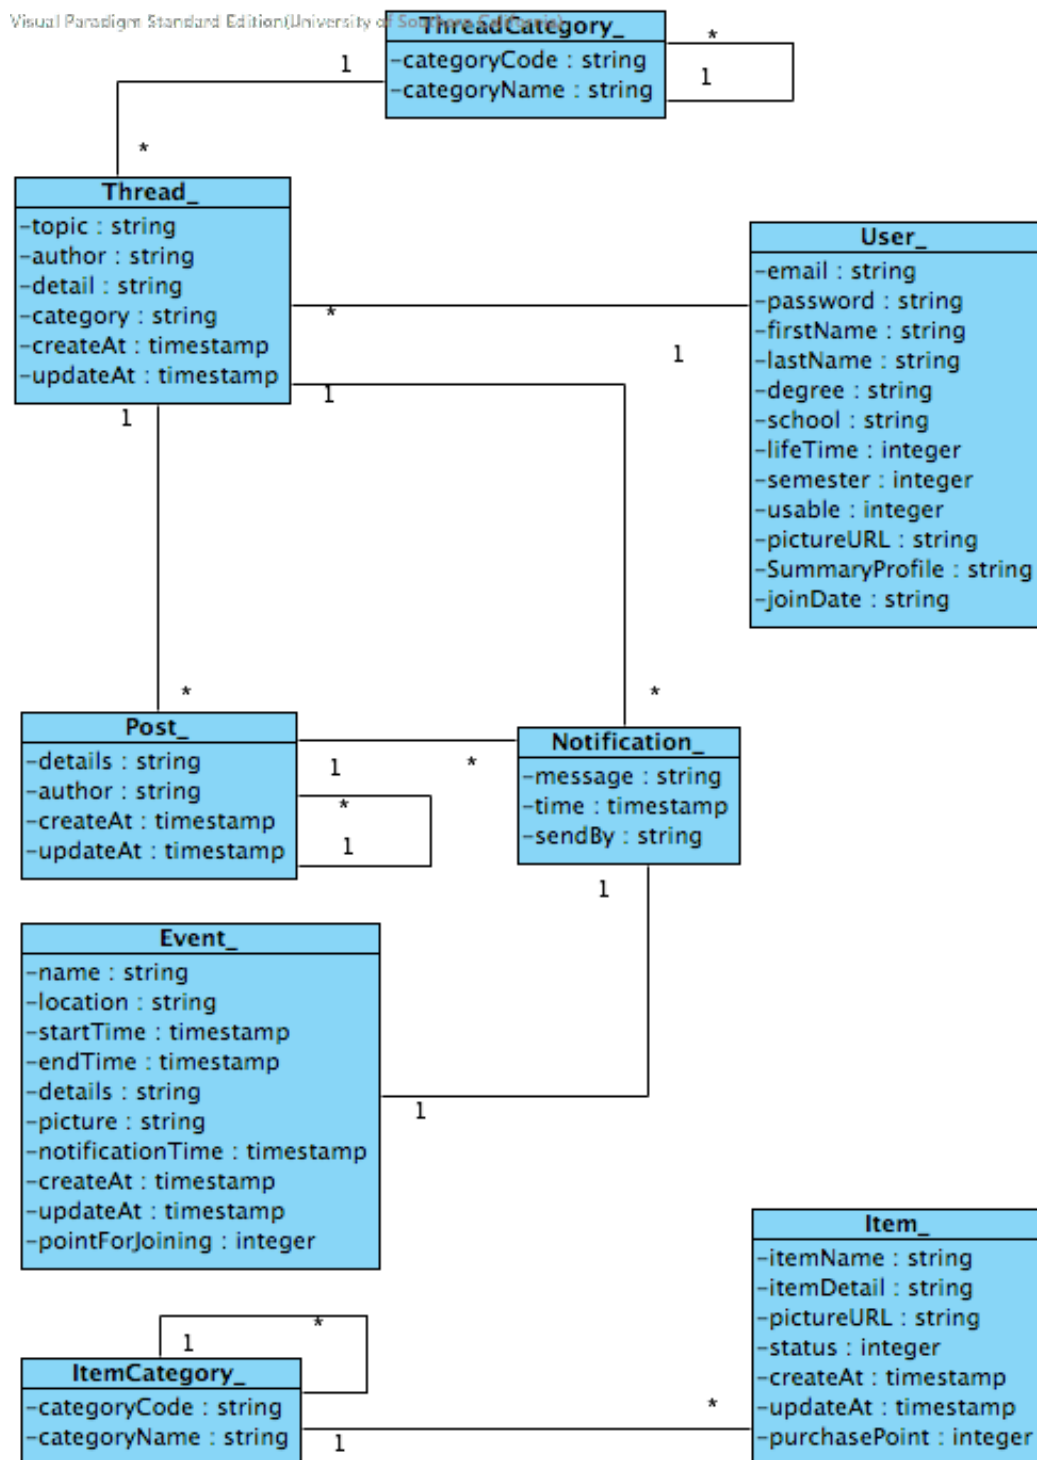 Visual Paradigm Standard Edition(University of Southern California)
ThreadCategory_
-categoryCode : string
-categoryName : string
*
1
1
*
Thread_
-topic : string
-author : string
-detail : string
-category : string
-createAt : timestamp
-updateAt : timestamp
User_
-email : string
-password : string
-firstName : string
-lastName : string
-degree : string
-school : string
-lifeTime : integer
-semester : integer
-usable : integer
-pictureURL : string
-SummaryProfile : string
-joinDate : string
*
1
1
1
*
*
Post_
-details : string
-author : string
-createAt : timestamp
-updateAt : timestamp
1
*
*
1
Notification_
-message : string
-time : timestamp
-sendBy : string
1
Event_
-name : string
-location : string
-startTime : timestamp
-endTime : timestamp
-details : string
-picture : string
-notificationTime : timestamp
-createAt : timestamp
-updateAt : timestamp
-pointForJoining : integer
1
Item_
-itemName : string
-itemDetail : string
-pictureURL : string
-status : integer
-createAt : timestamp
-updateAt : timestamp
-purchasePoint : integer
*
1
ItemCategory_
-categoryCode : string
-categoryName : string
*
1